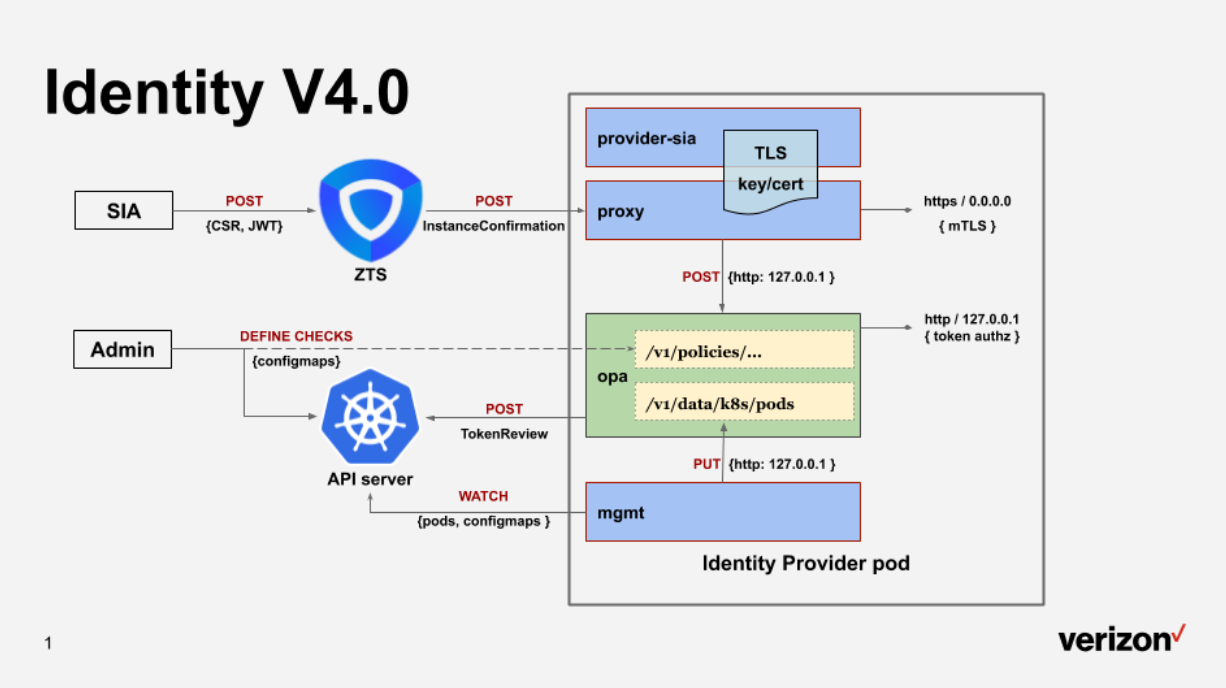 Identity V4.0
provider-sia
TLS
key/cert
SIA
POST
{CSR, JWT}
ZTS
POST
InstanceConfirmation
proxy
https / 0.0.0.0
{ mTLS }
POST {http: 127.0.0.1 }
Admin
DEFINE CHECKS
{configmaps}
opa
/v1/policies/...
/v1/data/k8s/pods
http / 127.0.0.1
{ token authz }
POST
TokenReview
API server
PUT {http: 127.0.0.1 }
WATCH
{pods, configmaps }
mgmt
Identity Provider pod
1
verizon✓